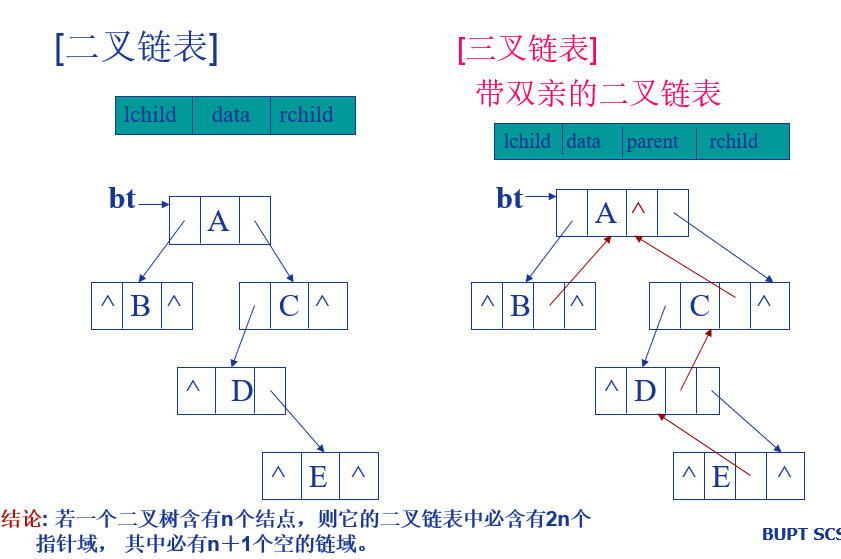 [二叉链表]
[三叉链表]
带双亲的二叉链表
lchild data rchild
lchild data parent rchild
bt A
^ B ^ C ^
^ D
^ E ^
bt A ^
^ B ^ C ^
^ D
^ E ^
结论: 若一个二叉树含有n个结点，则它的二叉链表中必含有2n个
指针域， 其中必有n＋1个空的链域。
BUPT SCS